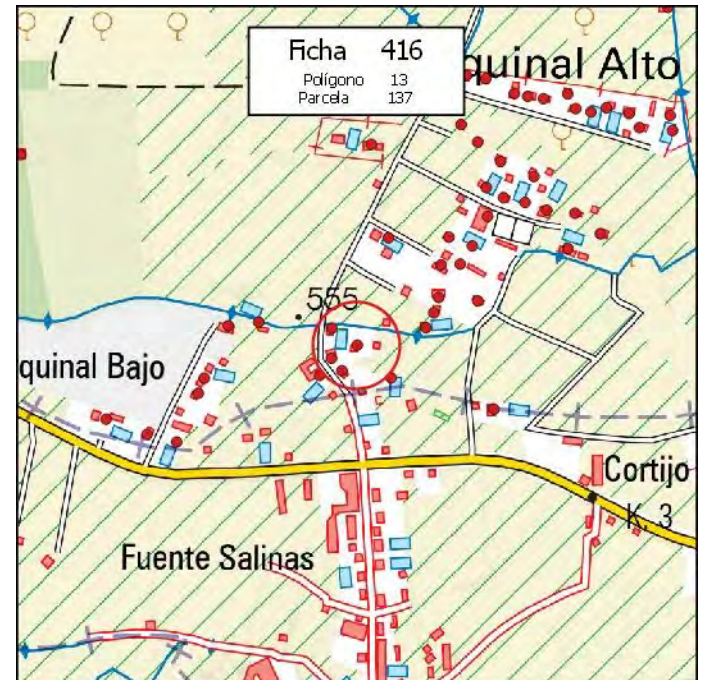 Ficha 416
Polígono 13
Parcela 137
quinal Alto
555
quinal Bajo
Cortijo
K. 3
Fuente Salinas